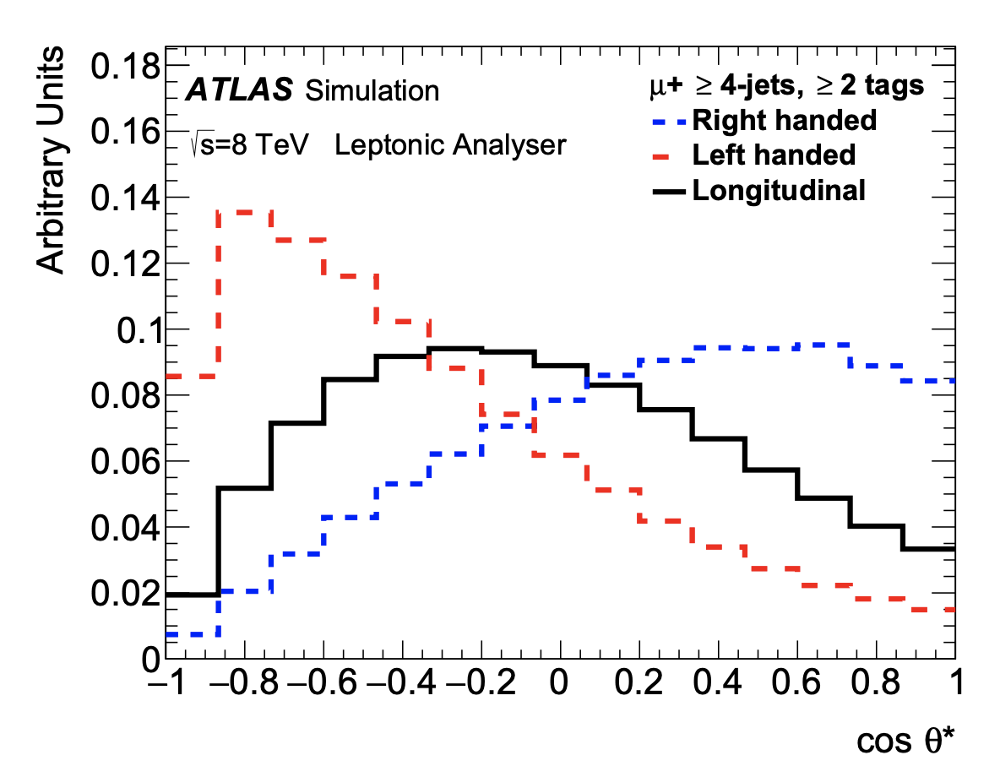 Arbitrary Units
0.18
0.16
0.14
0.12
0.1
0.08
0.06
0.04
0.02
0
ATLAS Simulation
√s=8 TeV Leptonic Analyser
μ+ ≥ 4-jets, ≥ 2 tags
Right handed
Left handed
Longitudinal
−1 −0.8 −0.6 −0.4 −0.2 0 0.2 0.4 0.6 0.8 1
cos θ*